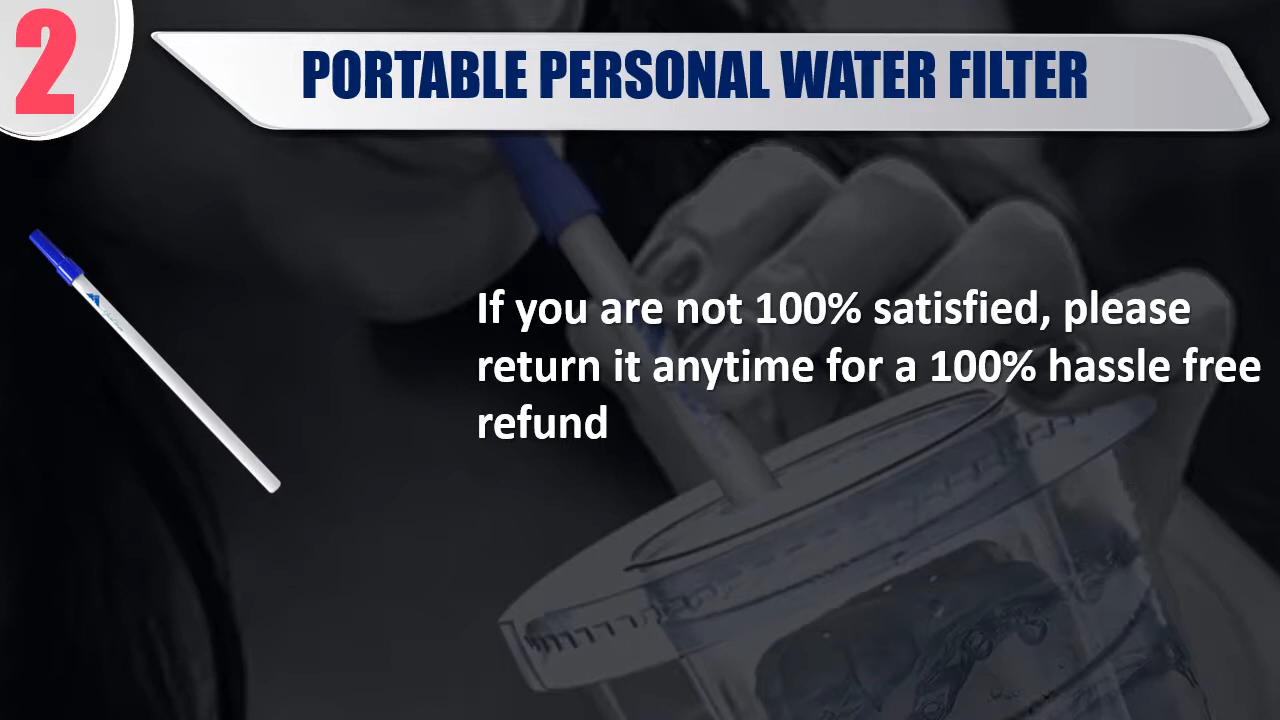 2
PORTABLE PERSONAL WATER FILTER
If you are not 100% satisfied, please
return it anytime for a 100% hassle free
refund